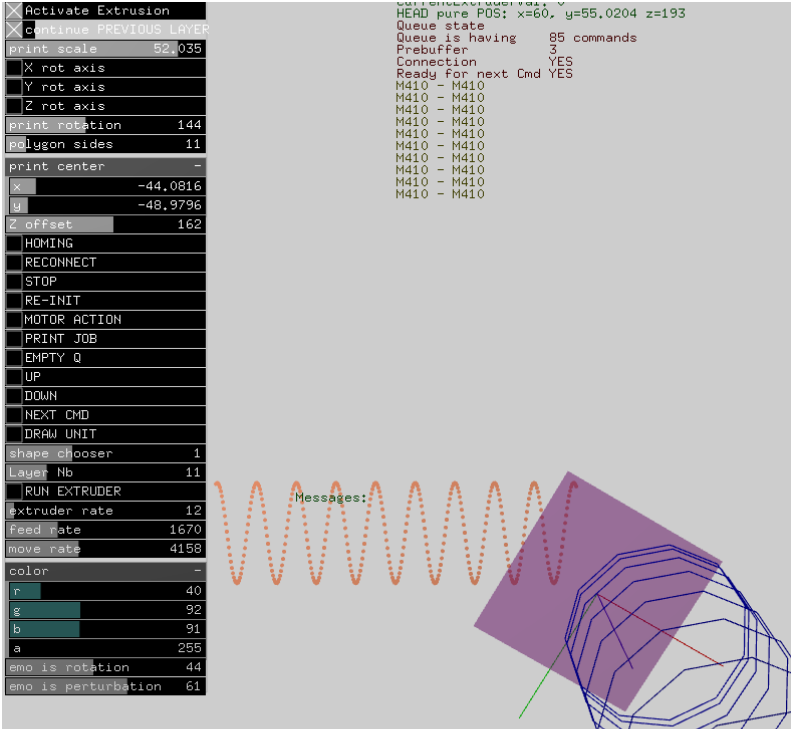 Activate Extrusion
continue PREVIOUS LAYER
print scale 52.035
X rot axis
Y rot axis
Z rot axis
print rotation 144
polygon sides 11
print center -
x -44.0816
y -48.9796
Z offset 162
HOMING
RECONNECT
STOP
RE-INIT
MOTOR ACTION
PRINT JOB
EMPTY Q
UP
DOWN
NEXT CMD
DRAW UNIT
shape chooser 1
Layer Nb 11
RUN EXTRUDER
extruder rate 12
feed rate 1670
move rate 4158
color -
r 40
g 92
b 91
a 255
emo is rotation 44
emo is perturbation 61
HEAD pure POS: x=60, y=55.0204 z=193
Queue state
Queue is having 85 commands
Prebuffer 3
Connection YES
Ready for next Cmd YES
M410 - M410
M410 - M410
M410 - M410
M410 - M410
M410 - M410
M410 - M410
M410 - M410
M410 - M410
M410 - M410
M410 - M410
Messages: